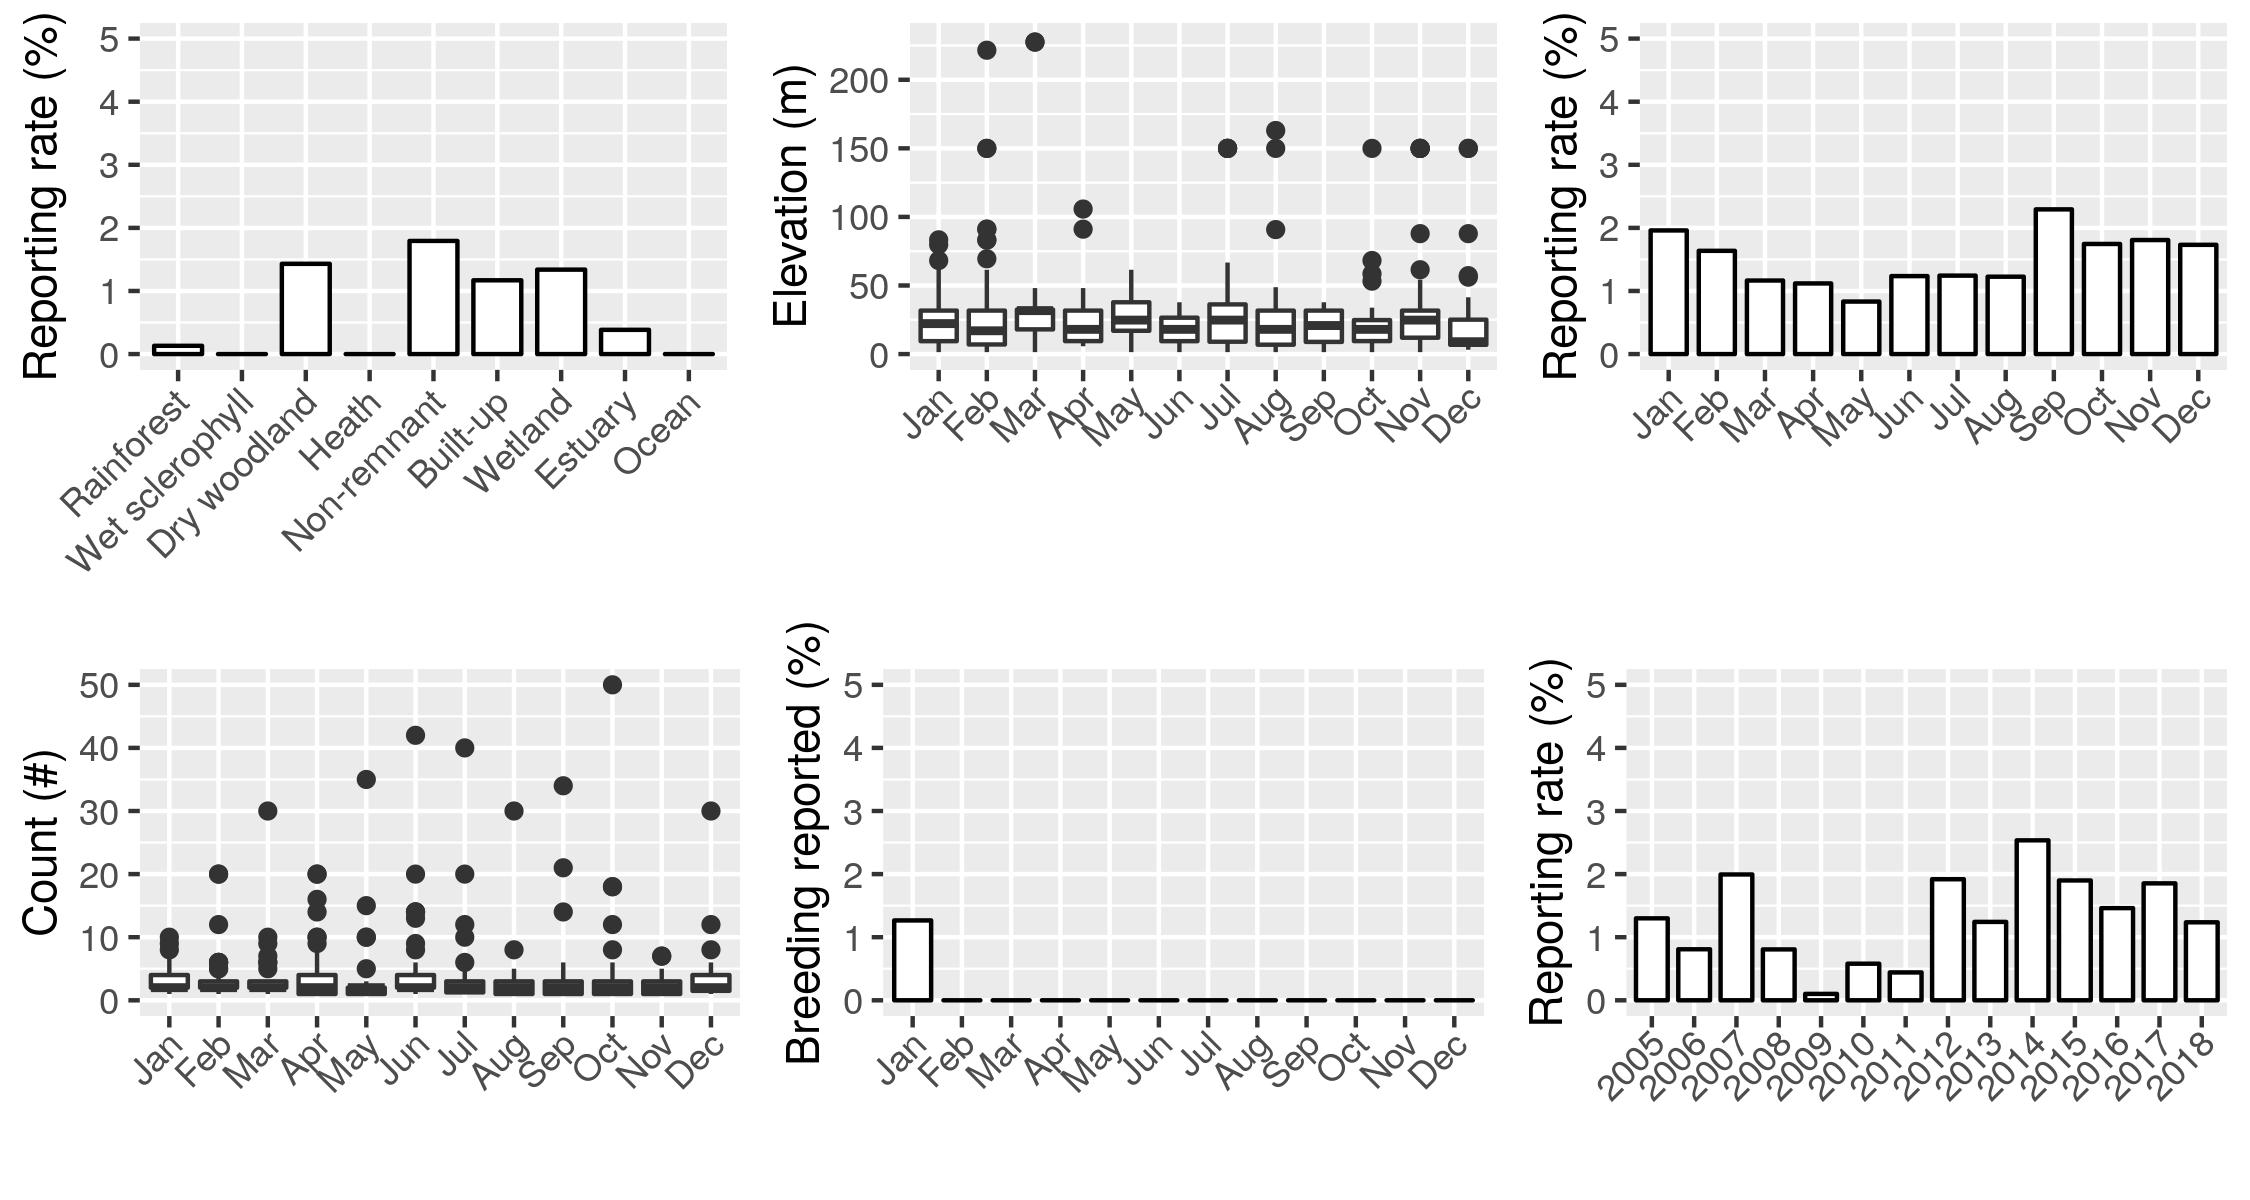 Reporting rate (%)
5
4
3
2
1
0
Rainforest
Wet sclerophyll
Dry woodland
Heath
Non-remnant
Built-up
Wetland
Estuary
Ocean
Elevation (m)
200
150
100
50
0
Jan
Feb
Mar
Apr
May
Jun
Jul
Aug
Sep
Oct
Nov
Dec
Reporting rate (%)
5
4
3
2
1
0
Jan
Feb
Mar
Apr
May
Jun
Jul
Aug
Sep
Oct
Nov
Dec
Count (#)
50
40
30
20
10
0
Jan
Feb
Mar
Apr
May
Jun
Jul
Aug
Sep
Oct
Nov
Dec
Breeding reported (%)
5
4
3
2
1
0
Jan
Feb
Mar
Apr
May
Jun
Jul
Aug
Sep
Oct
Nov
Dec
Reporting rate (%)
5
4
3
2
1
0
2005
2006
2007
2008
2009
2010
2011
2012
2013
2014
2015
2016
2017
2018